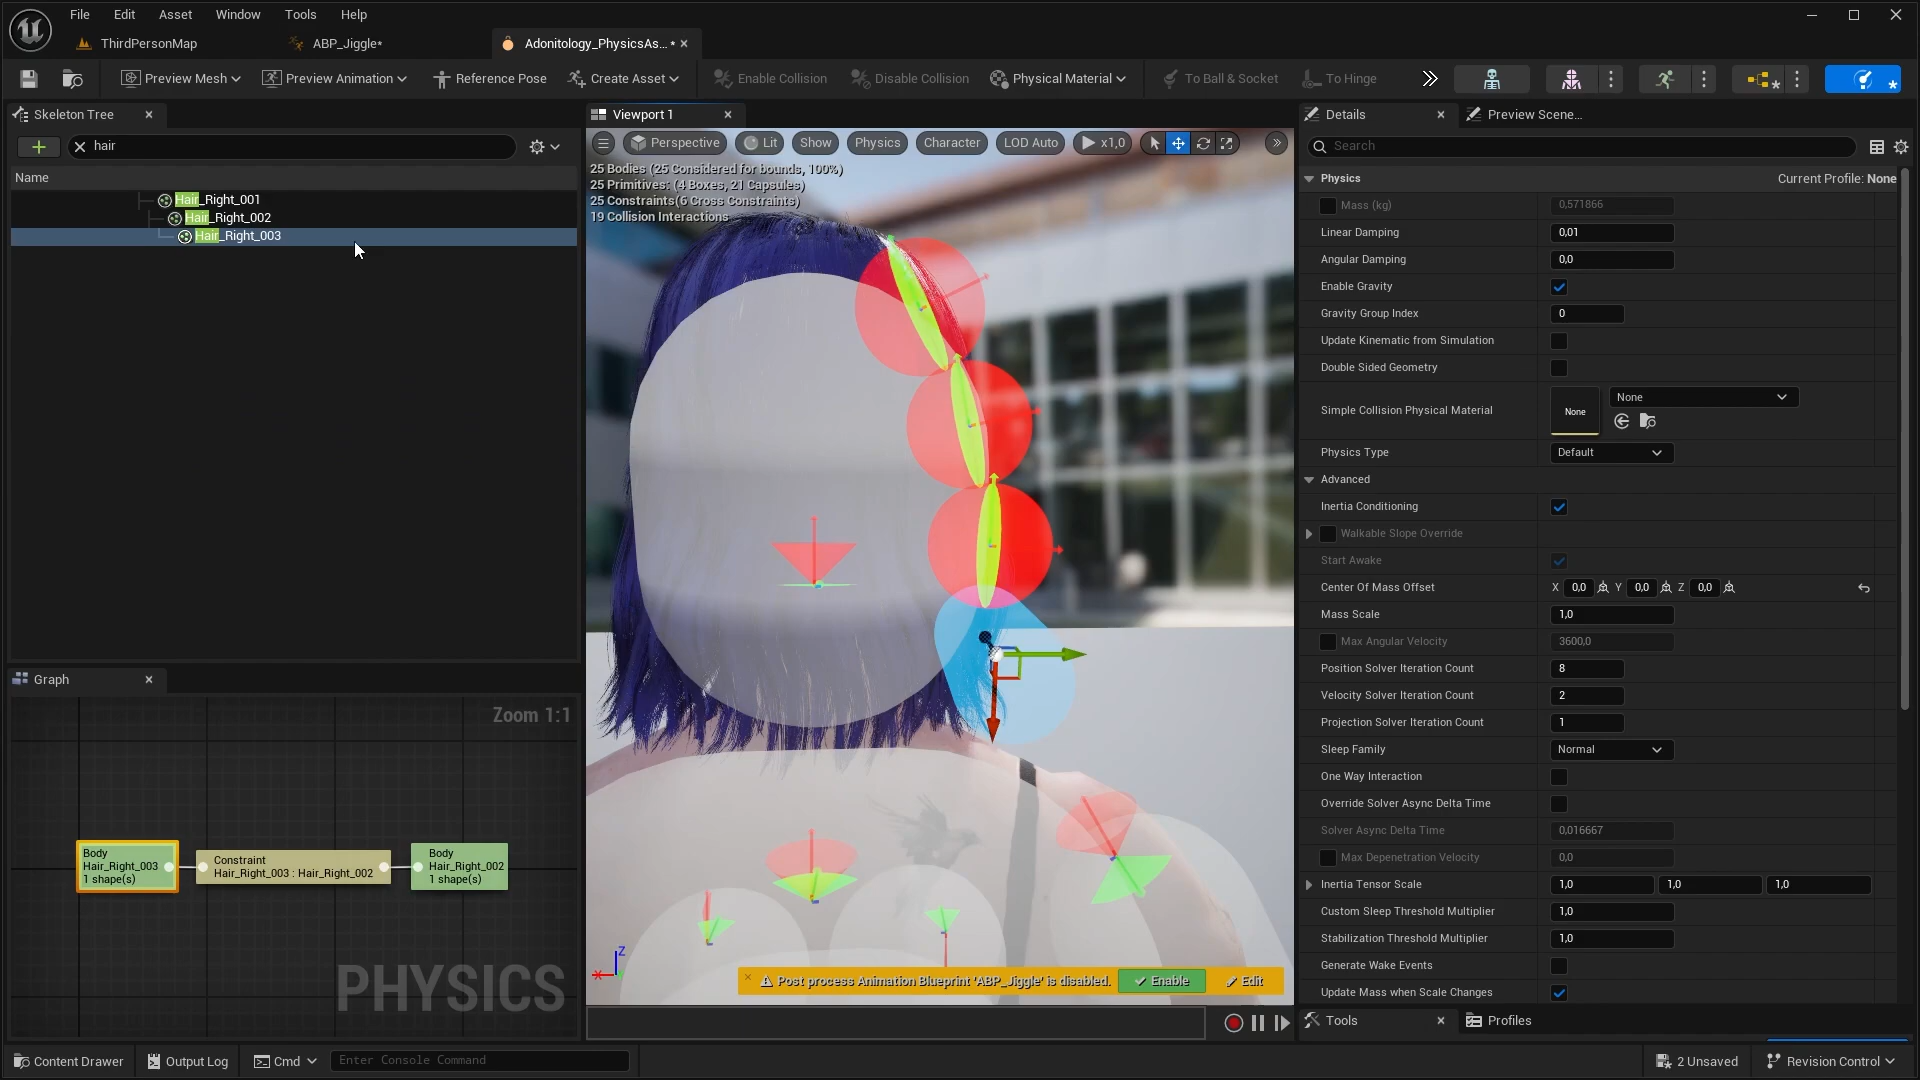 File Edit Asset Window Tools Help
ThirdPersonMap ABP_Jiggle* Adonitology_PhysicsAs... *
Preview Mesh Preview Animation Reference Pose Create Asset Enable Collision Disable Collision Physical Material To Ball & Socket To Hinge
Skeleton Tree
hair
Name
Hair_Right_001
Hair_Right_002
Hair_Right_003
Graph
Zoom 1:1
Body
Hair_Right_003
1 shape(s)
Constraint
Hair_Right_003 : Hair_Right_002
Body
Hair_Right_002
1 shape(s)
PHYSICS
Viewport 1
Perspective Lit Show Physics Character LOD Auto x1,0
25 Bodies (25 Considered for bounds, 100%)
25 Primitives: (4 Boxes, 21 Capsules)
25 Constraints(6 Cross Constraints)
19 Collision Interactions
Z
X
Post process Animation Blueprint 'ABP_Jiggle' is disabled. Enable Edit
Details Preview Scene...
Search
Physics Current Profile: None
Mass (kg) 0,571866
Linear Damping 0,01
Angular Damping 0,0
Enable Gravity
Gravity Group Index 0
Update Kinematic from Simulation
Double Sided Geometry
Simple Collision Physical Material None None
Physics Type Default
Advanced
Inertia Conditioning
Walkable Slope Override
Start Awake
Center Of Mass Offset X 0,0 Y 0,0 Z 0,0
Mass Scale 1,0
Max Angular Velocity 3600,0
Position Solver Iteration Count 8
Velocity Solver Iteration Count 2
Projection Solver Iteration Count 1
Sleep Family Normal
One Way Interaction
Override Solver Async Delta Time
Solver Async Delta Time 0,016667
Max Depenetration Velocity 0,0
Inertia Tensor Scale 1,0 1,0 1,0
Custom Sleep Threshold Multiplier 1,0
Stabilization Threshold Multiplier 1,0
Generate Wake Events
Update Mass when Scale Changes
Tools Profiles
Content Drawer Output Log Cmd Enter Console Command 2 Unsaved Revision Control